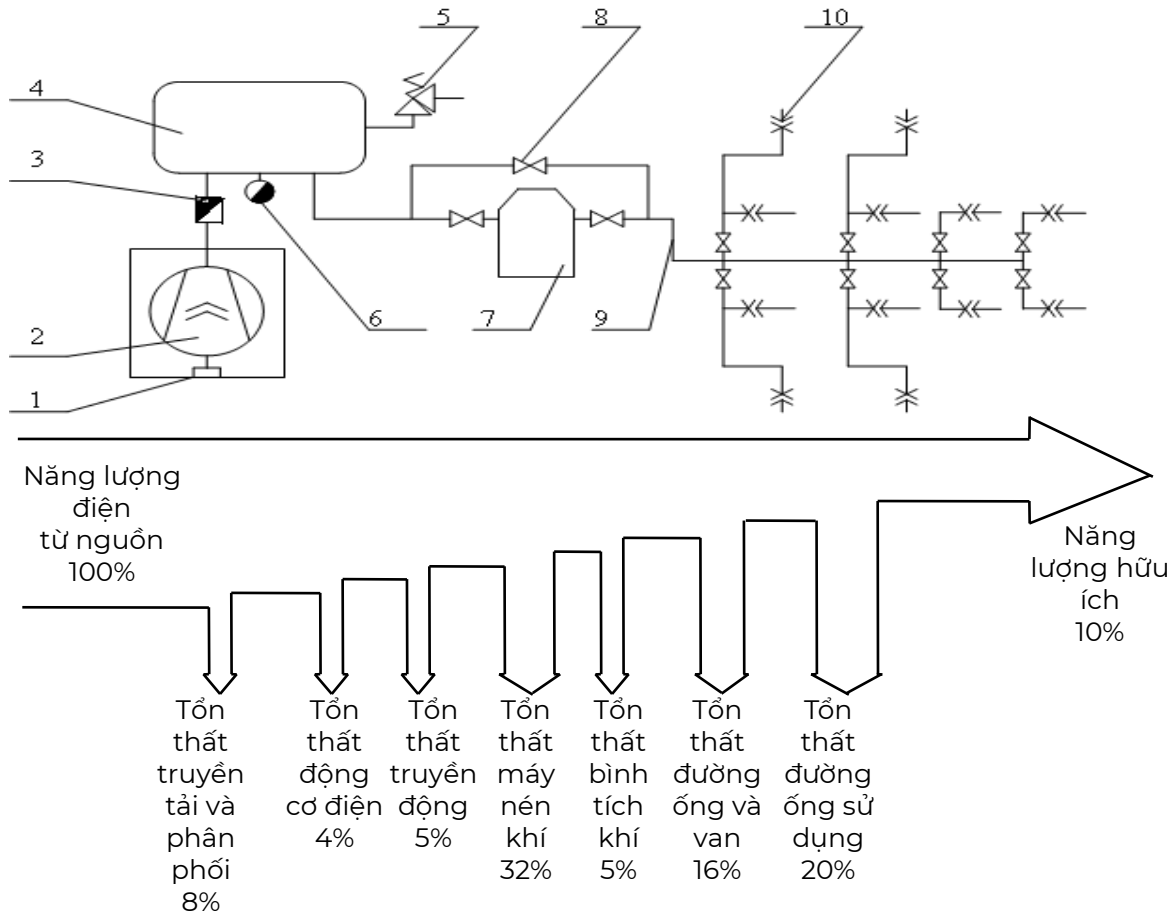 5
8
10
4
3
2
1
6
7
9
Năng lượng
điện
từ nguồn
100%
Năng
lượng hữu
ích
10%
Tổn
thất
truyền
tải và
phân
phối
8%
Tổn
thất
động
cơ điện
4%
Tổn
thất
truyền
động
5%
Tổn
thất
máy
nén
khí
32%
Tổn
thất
bình
tích
khí
5%
Tổn
thất
đường
ống và
van
16%
Tổn
thất
đường
ống sử
dụng
20%